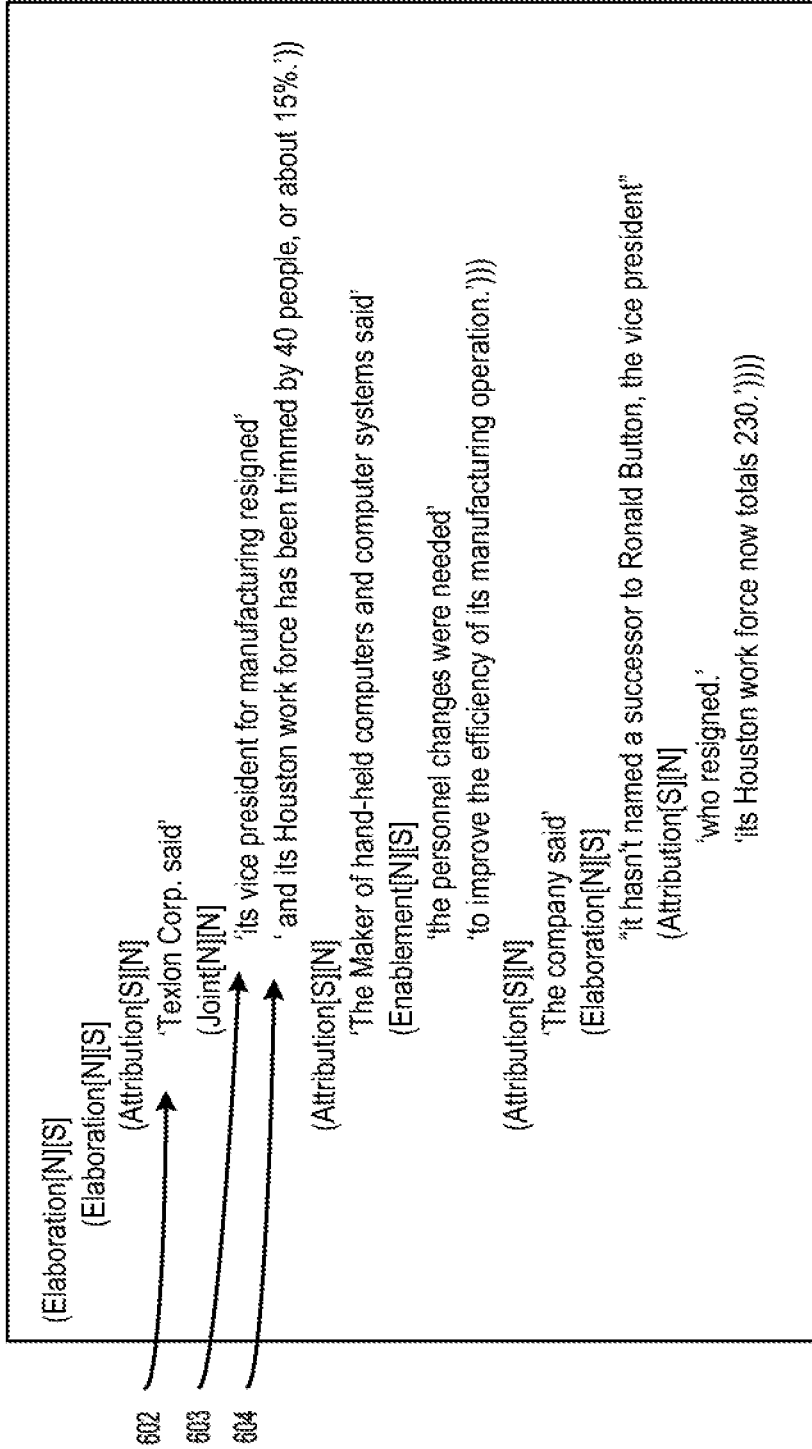 (Elaboration[N][S]
(Elaboration[N][S]
(Attribution[S][N]
602
'Texlon Corp. said'
(Joint[N][N]
603
'its vice president for manufacturing resigned'
604
' and its Houston work force has been trimmed by 40 people, or about 15%.'))
(Attribution[S][N]
'The Maker of hand-held computers and computer systems said'
(Enablement[N][S]
'the personnel changes were needed'
'to improve the efficiency of its manufacturing operation.')))
(Attribution[S][N]
'The company said'
(Elaboration[N][S]
"it hasn't named a successor to Ronald Button, the vice president"
(Attribution[S][N]
'who resigned.'
'its Houston work force now totals 230.')))))